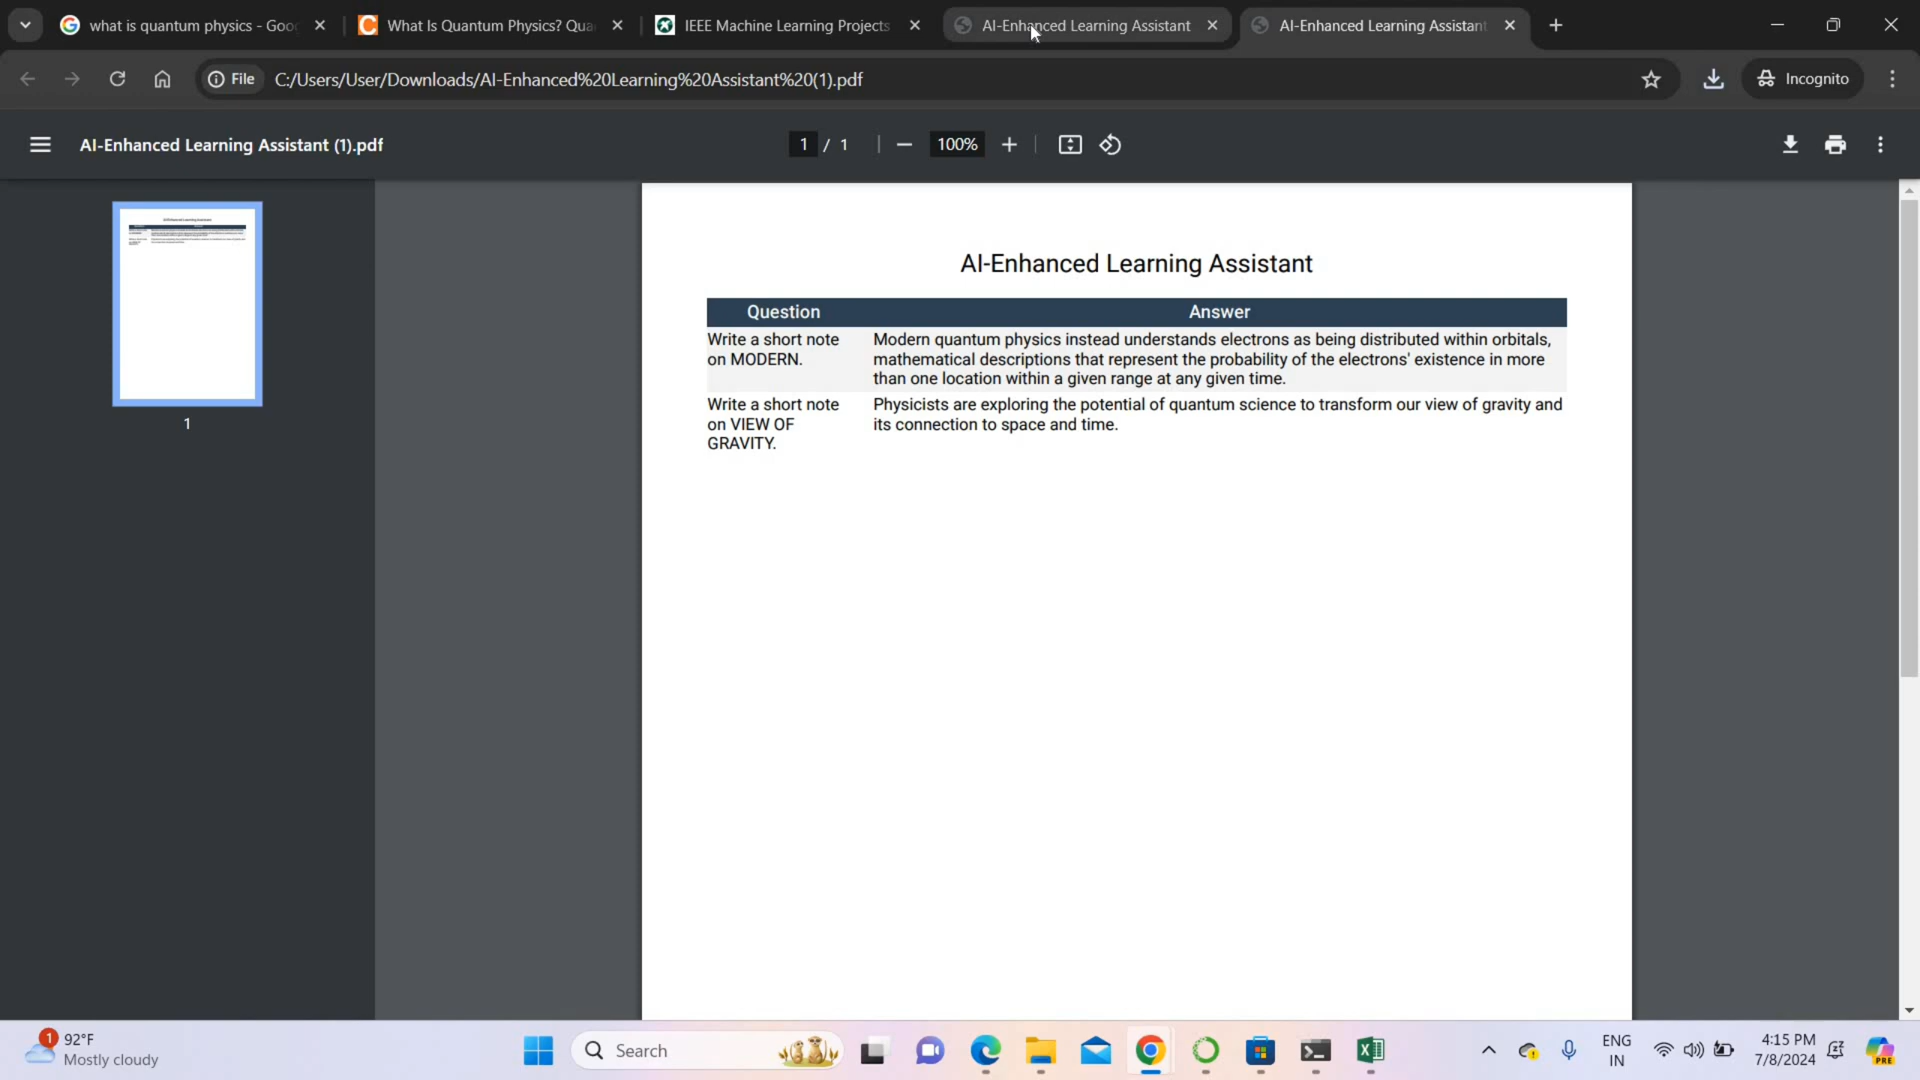 what is quantum physics - Goo
What Is Quantum Physics? Qua
IEEE Machine Learning Projects
AI-Enhanced Learning Assistant
AI-Enhanced Learning Assistant
File
C:/Users/User/Downloads/AI-Enhanced%20Learning%20Assistant%20(1).pdf
Incognito
AI-Enhanced Learning Assistant (1).pdf
1 / 1
100%
1
AI-Enhanced Learning Assistant
Question
Answer
Write a short note
on MODERN.
Modern quantum physics instead understands electrons as being distributed within orbitals,
mathematical descriptions that represent the probability of the electrons' existence in more
than one location within a given range at any given time.
Write a short note
on VIEW OF
GRAVITY.
Physicists are exploring the potential of quantum science to transform our view of gravity and
its connection to space and time.
1
92°F
Mostly cloudy
Search
ENG
IN
4:15 PM
7/8/2024
PRE